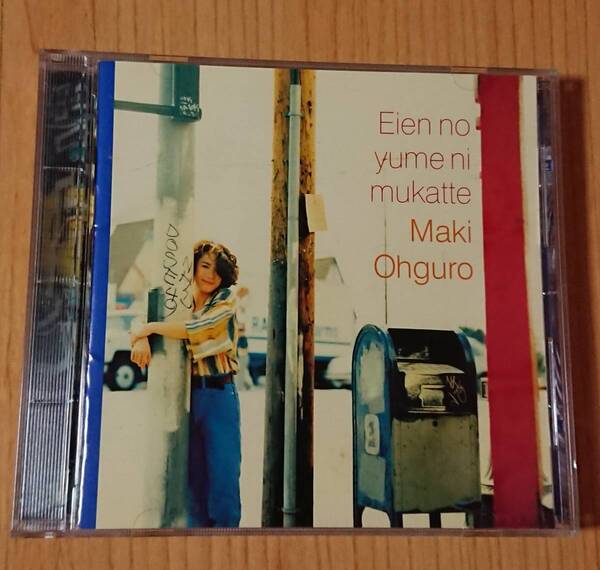 Eien no
yume ni
mukatte
Maki
Ohguro